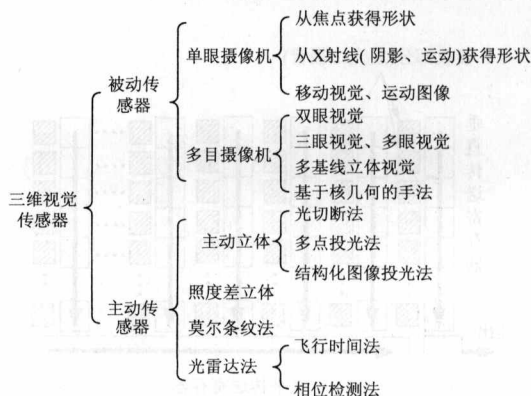 三维视觉
传感器
被动传
感器
单眼摄像机
从焦点获得形状
从X射线(阴影、运动)获得形状
移动视觉、运动图像
多目摄像机
双眼视觉
三眼视觉、多眼视觉
多基线立体视觉
基于核几何的手法
主动传
感器
主动立体
光切断法
多点投光法
结构化图像投光法
照度差立体
莫尔条纹法
光雷达法
飞行时间法
相位检测法